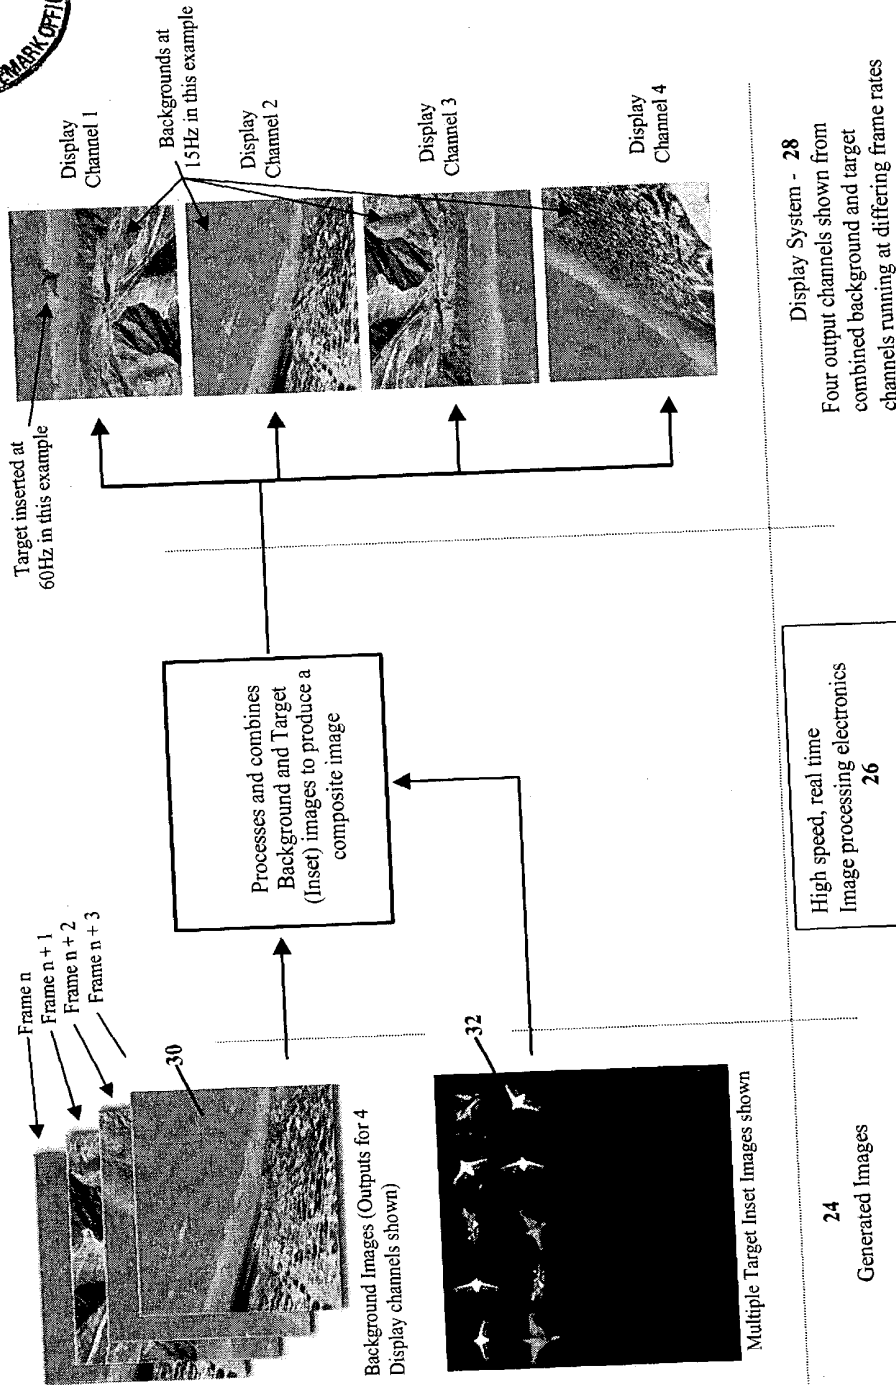 EMARK OFFI
Frame n
Frame n + 1
Frame n + 2
Frame n + 3
30
Background Images (Outputs for 4
Display channels shown)
32
Multiple Target Inset Images shown
24
Generated Images
Processes and combines
Background and Target
(Inset) images to produce a
composite image
High speed, real time
Image processing electronics
26
Target inserted at
60Hz in this example
Display
Channel 1
Backgrounds at
15Hz in this example
Display
Channel 2
Display
Channel 3
Display
Channel 4
Display System - 28
Four output channels shown from
combined background and target
channels running at differing frame rates